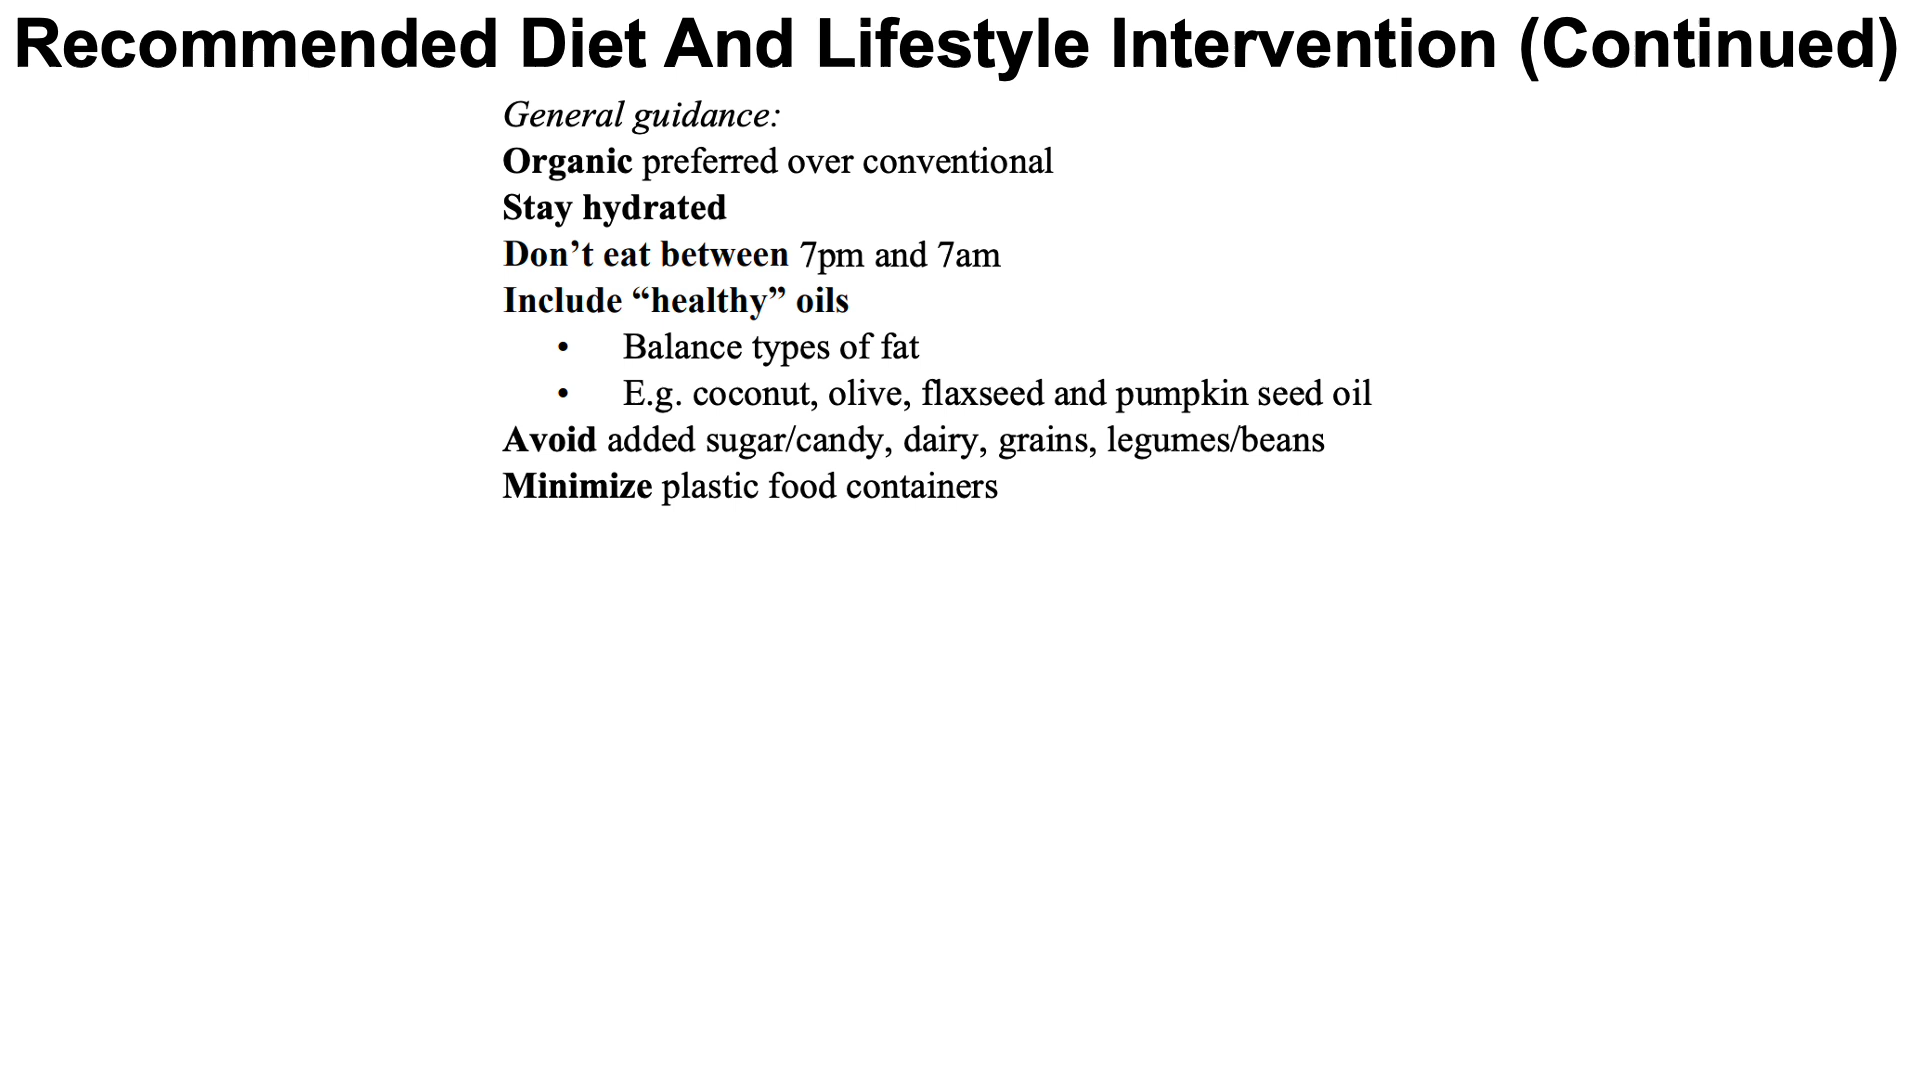 Recommended Diet And Lifestyle Intervention (Continued)
General guidance:
Organic preferred over conventional
Stay hydrated
Don’t eat between 7pm and 7am
Include “healthy” oils
• Balance types of fat
• E.g. coconut, olive, flaxseed and pumpkin seed oil
Avoid added sugar/candy, dairy, grains, legumes/beans
Minimize plastic food containers